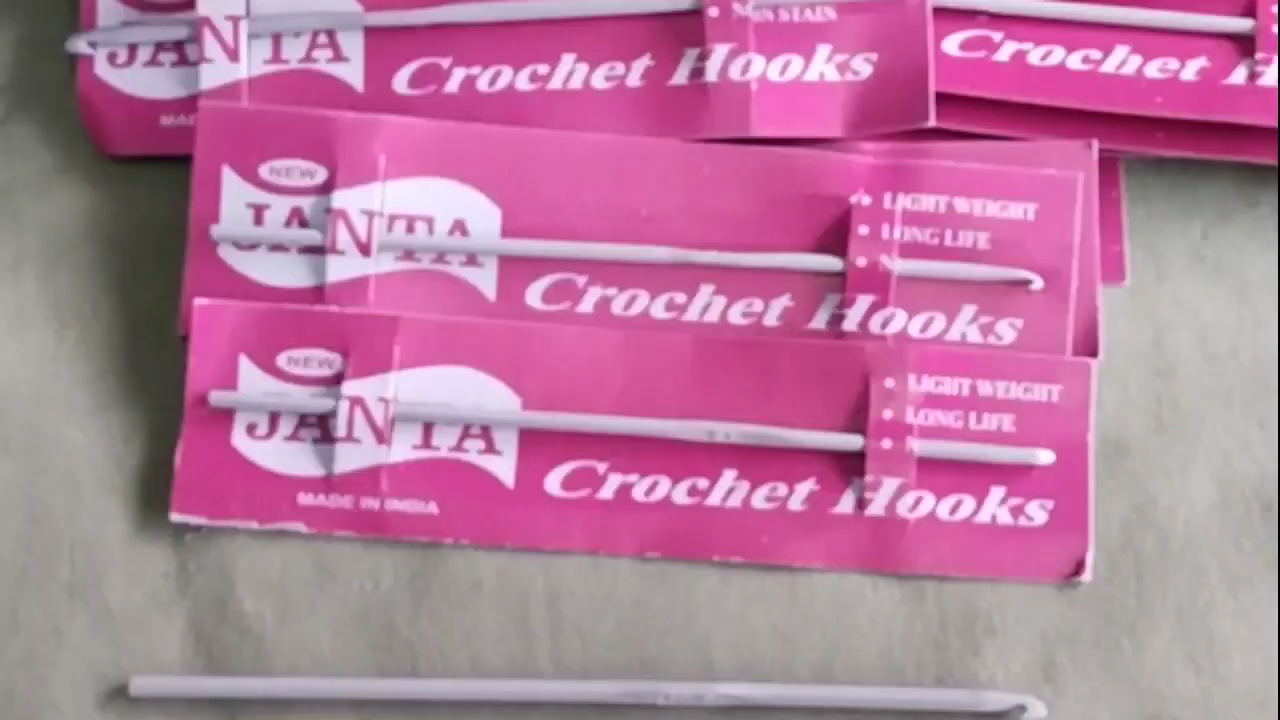 NON STAIN
JANTA
Crochet Hooks
Crochet
NEW
JANTA
LIGHT WEIGHT
LONG LIFE
Crochet Hooks
NEW
JANTA
LIGHT WEIGHT
LONG LIFE
MADE IN INDIA
Crochet Hooks